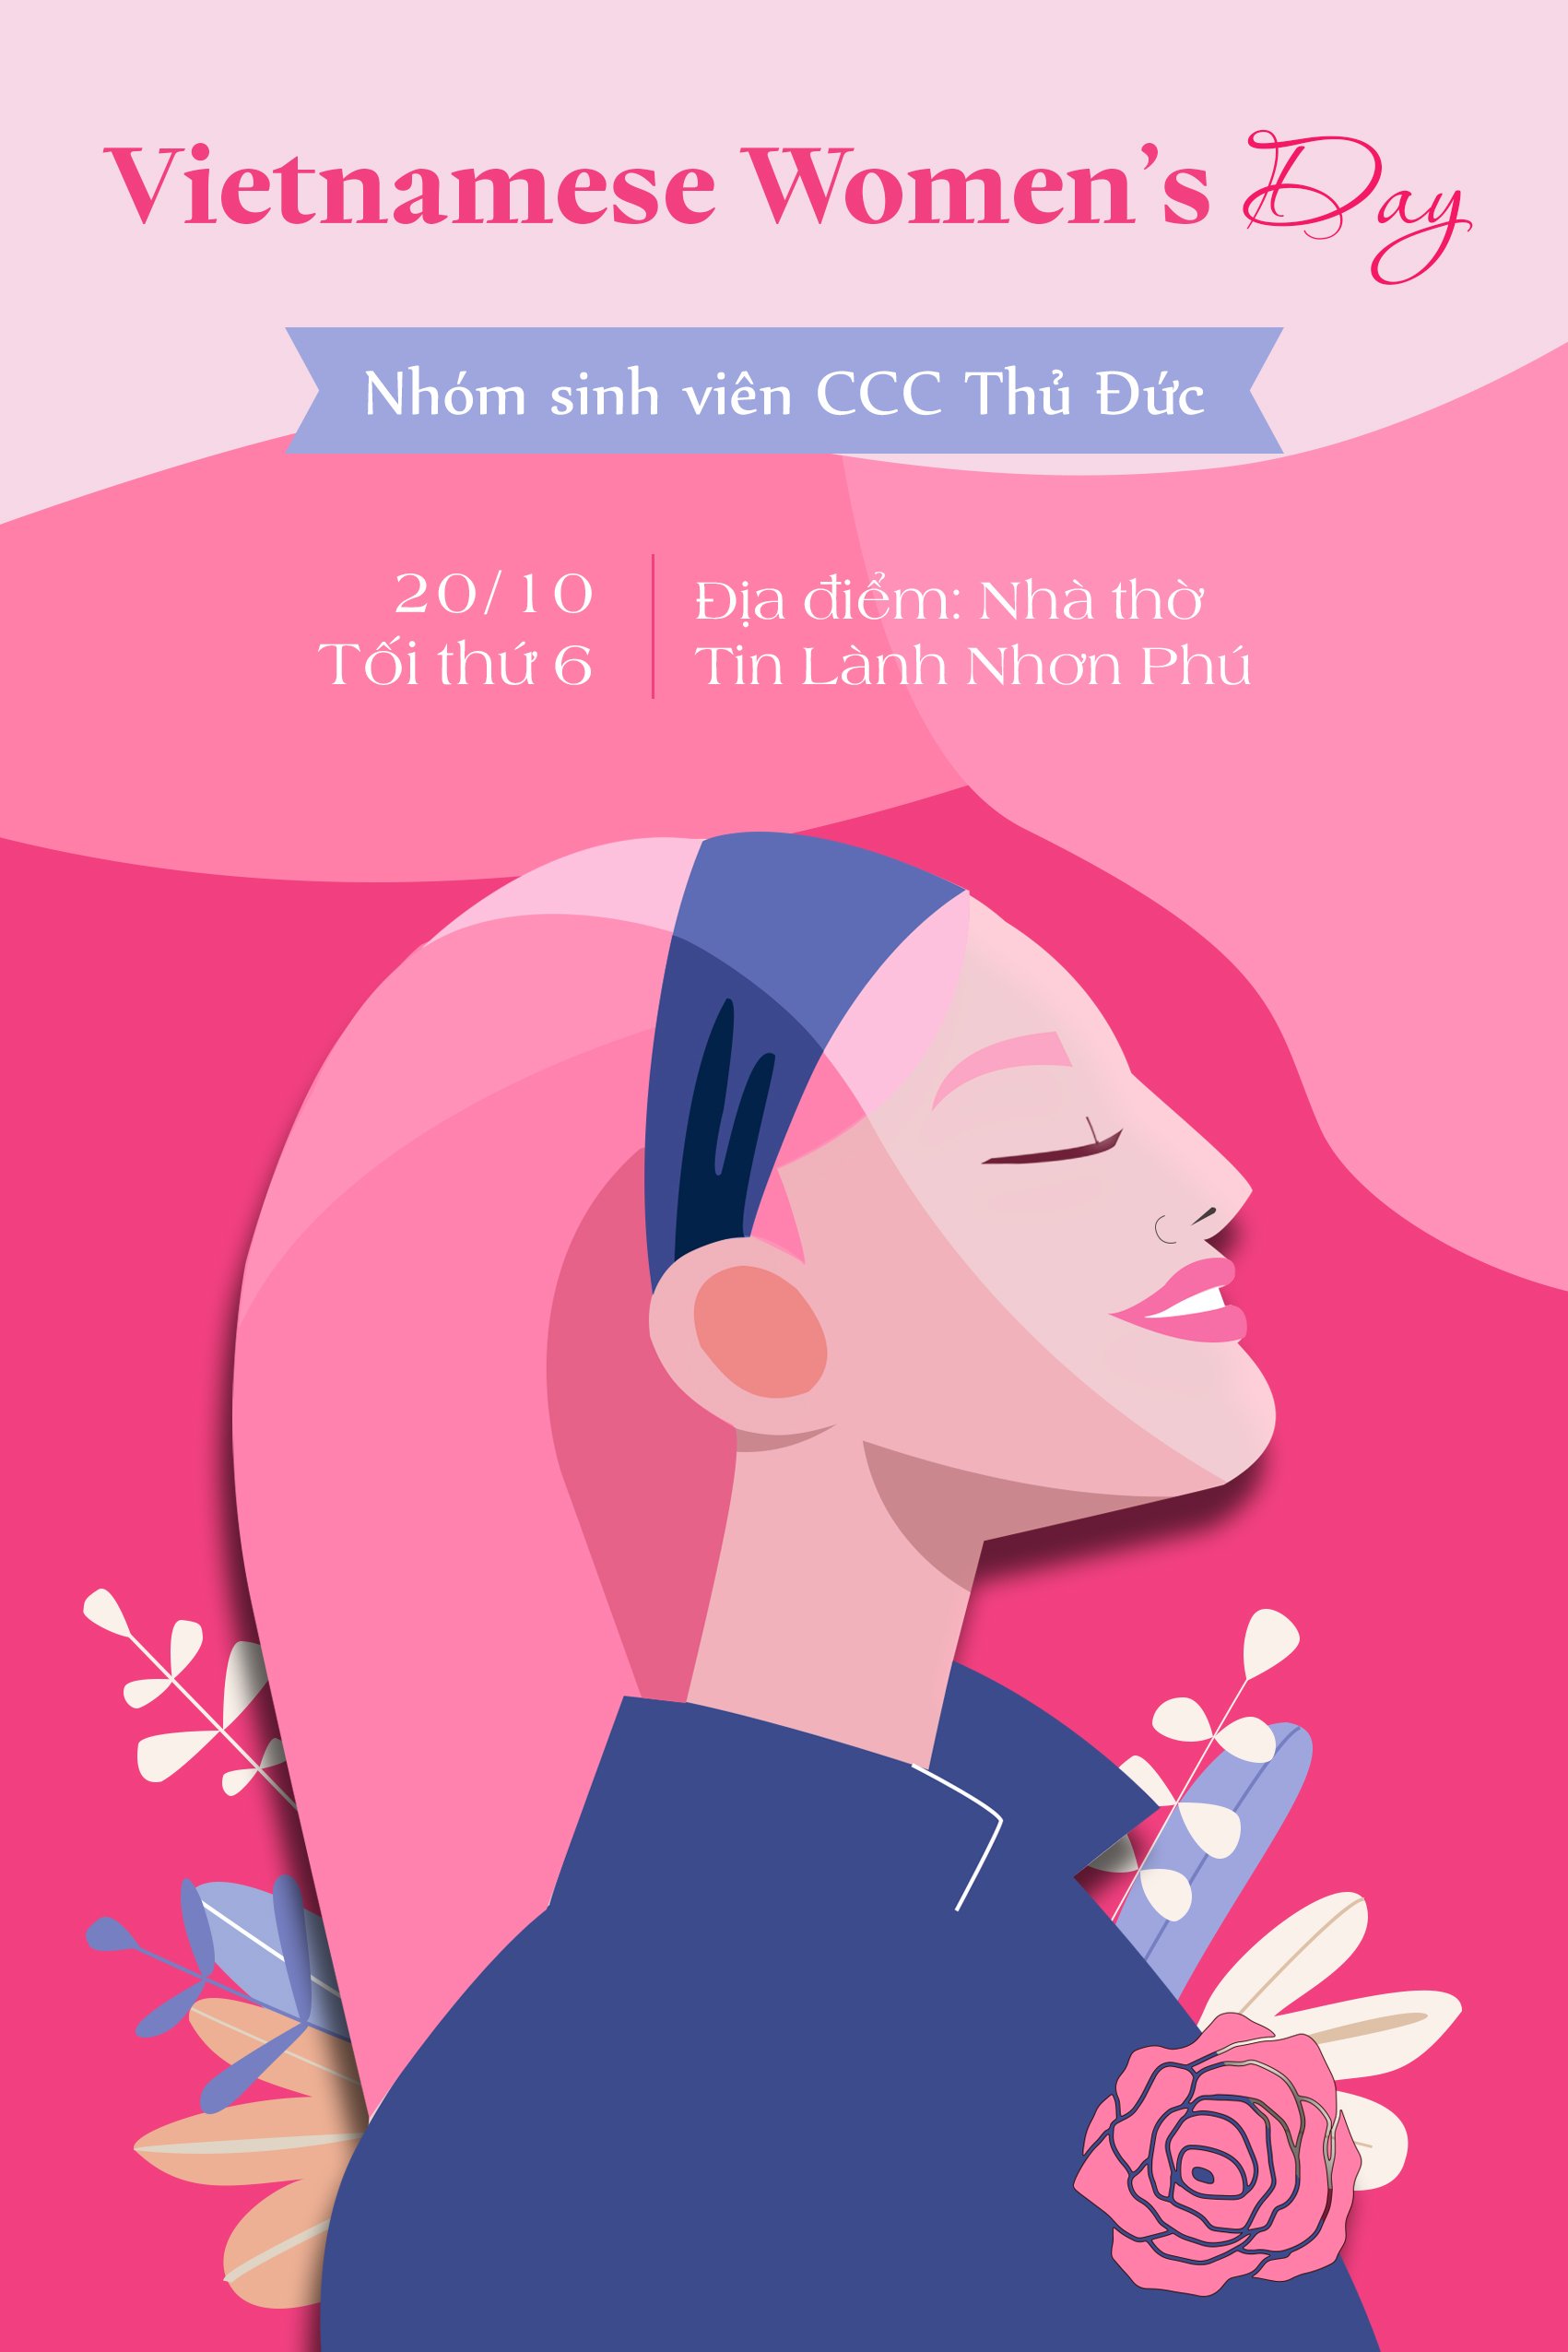 Vietnamese Women's Day
Nhóm sinh viên CCC Thủ Đức
20/10
Tối thứ 6
Địa điểm: Nhà thờ
Tin Lành Nhơn Phú